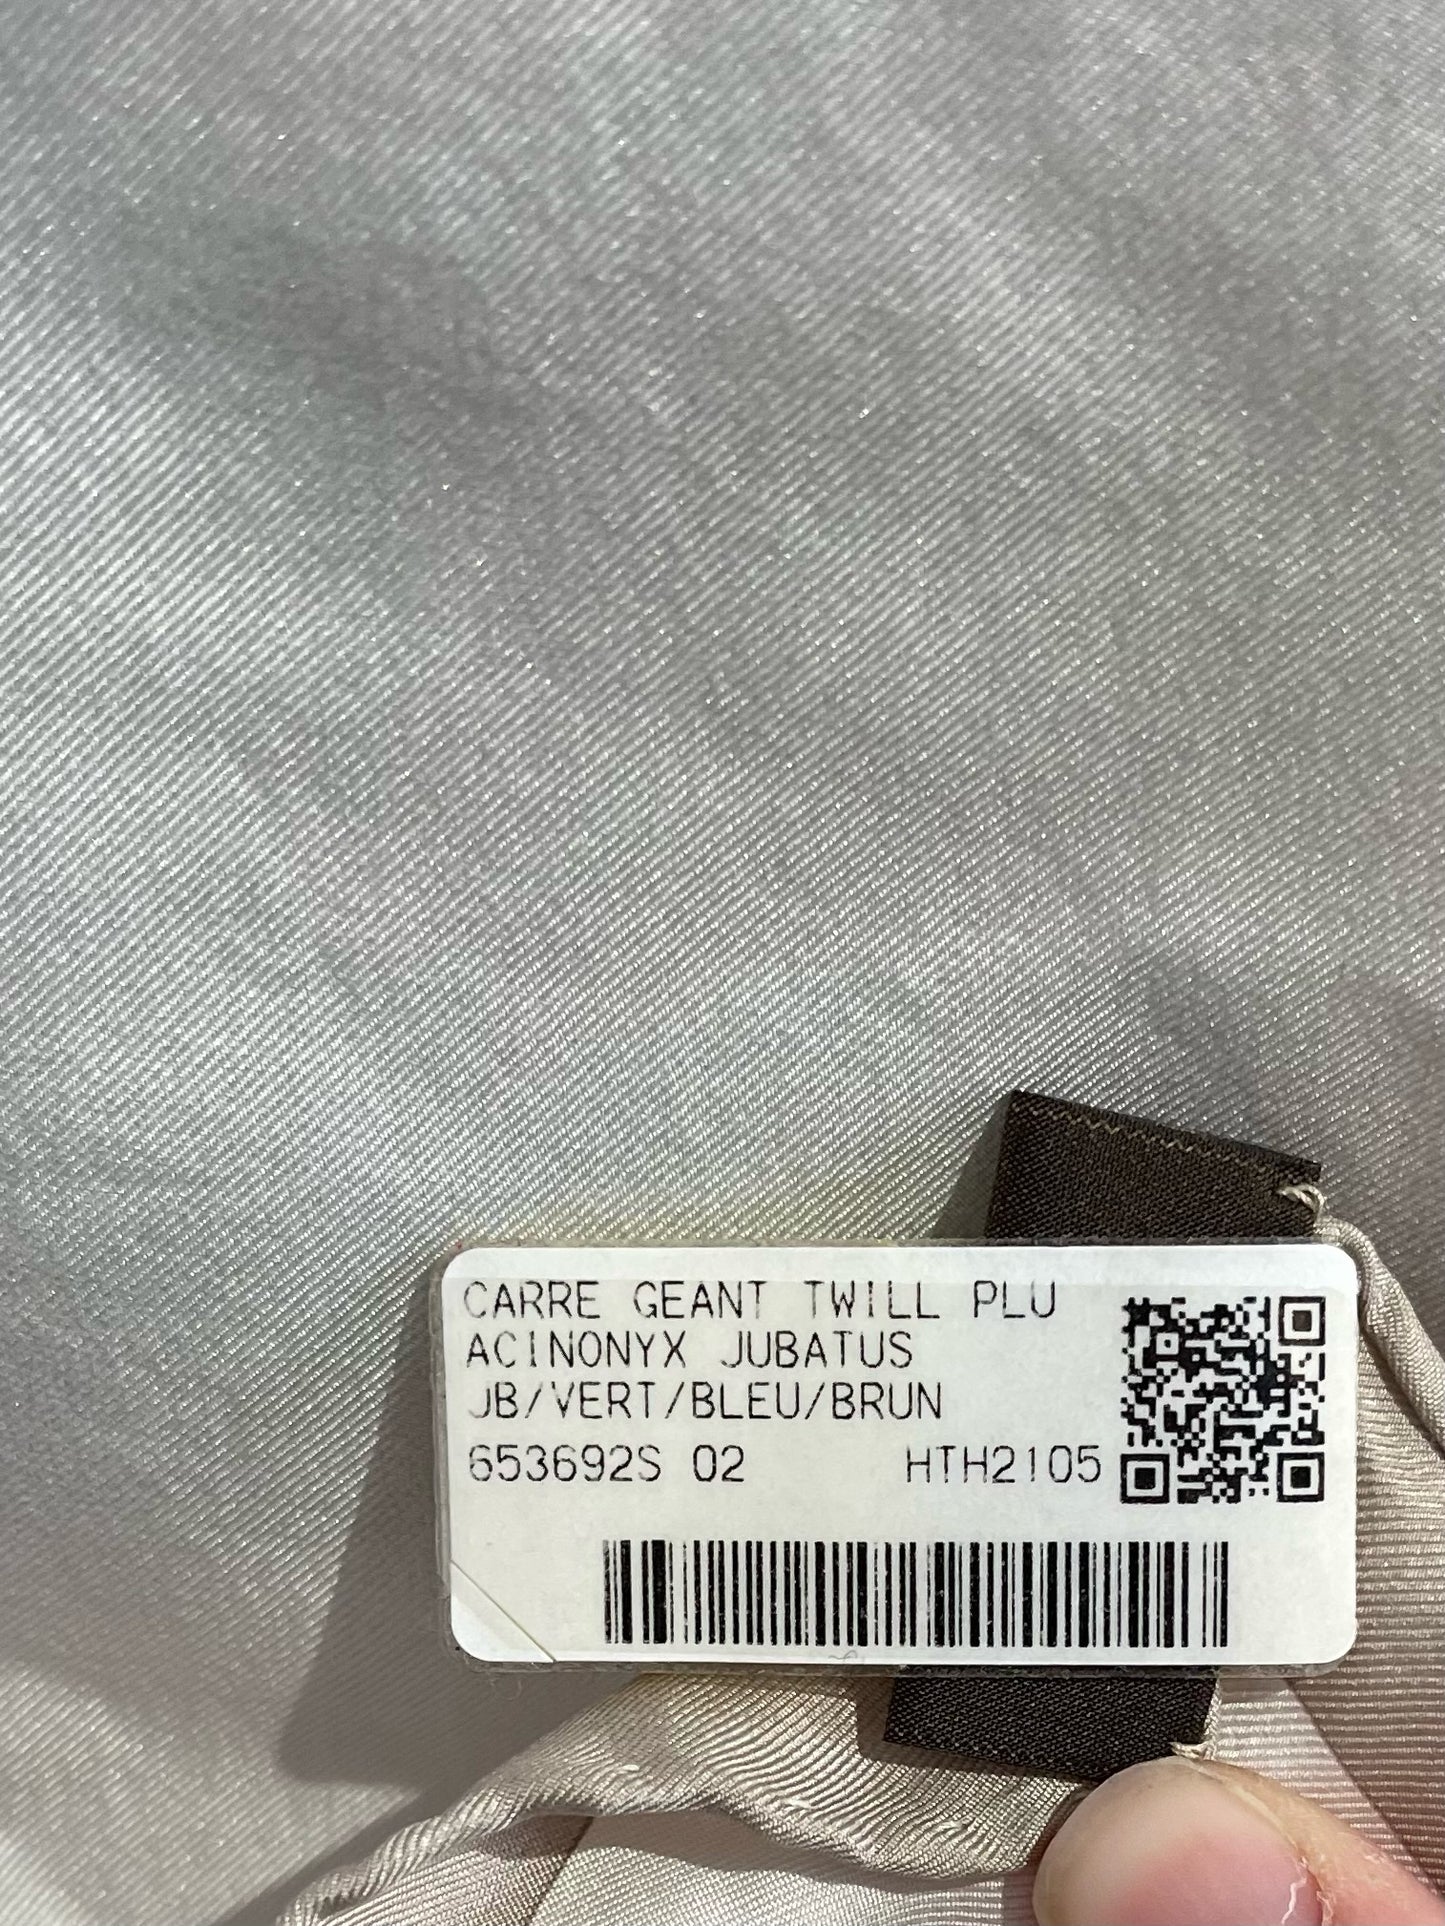 CARRE GEANT TWILL PLU
ACINONYX JUBATUS
JB/VERT/BLEU/BRUN
653692S 02 HTH2105